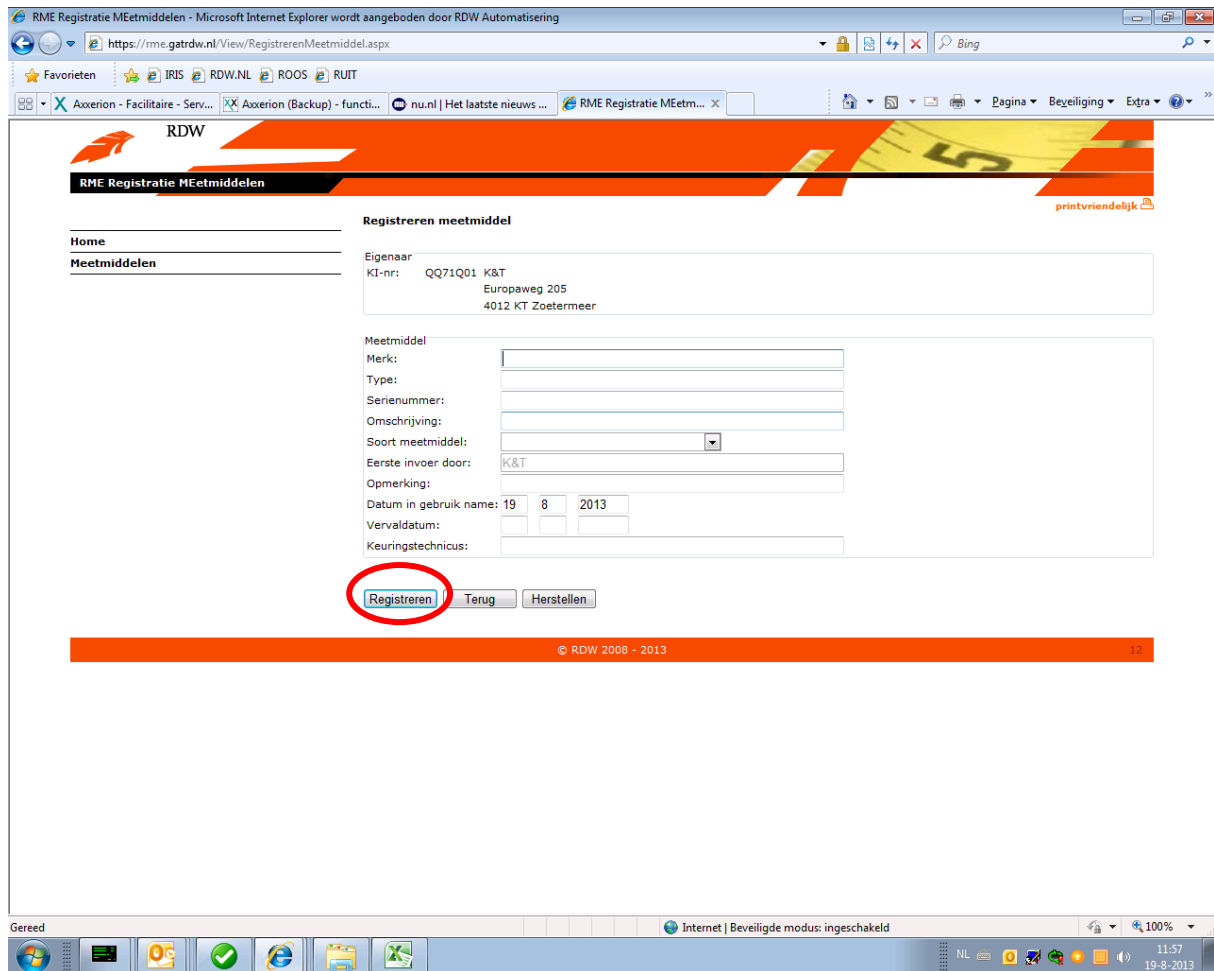 RME Registratie MEetmiddelen - Microsoft Internet Explorer wordt aangeboden door RDW Automatisering
https://rme.gatrdw.nl/View/RegistrerenMeetmiddel.aspx
Bing
Favorieten IRIS RDW.NL ROOS RUIT
Axxerion - Facilitaire - Serv... Axxerion (Backup) - functi... nu.nl | Het laatste nieuws ... RME Registratie MEetm... X
Pagina Beveiliging Extra
RDW
5
RME Registratie MEetmiddelen
printvriendelijk
Registreren meetmiddel
Home
Meetmiddelen
Eigenaar
KI-nr: QQ71Q01 K&T
Europaweg 205
4012 KT Zoetermeer
Meetmiddel
Merk:
Type:
Serienummer:
Omschrijving:
Soort meetmiddel:
Eerste invoer door: K&T
Opmerking:
Datum in gebruik name: 19 8 2013
Vervaldatum:
Keuringstechnicus:
Registreren Terug Herstellen
© RDW 2008 - 2013 12
Gereed Internet | Beveiligde modus: ingeschakeld 100%
NL 11:57
19-8-2013